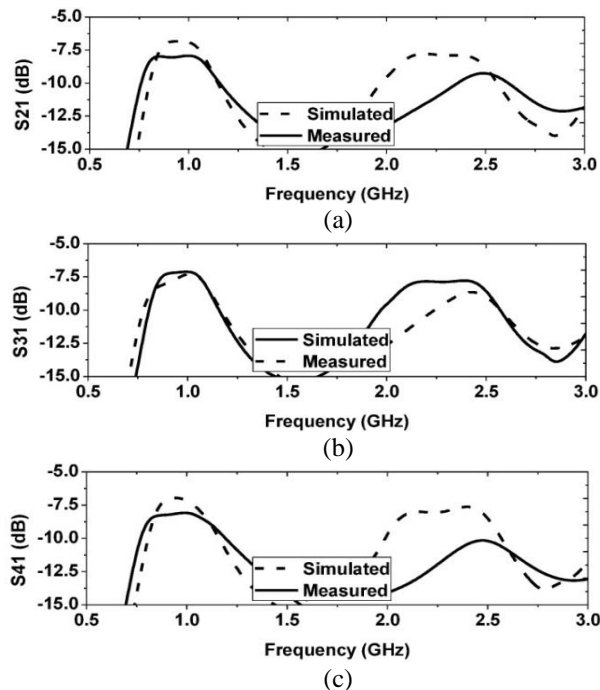 -5.0
-7.5
-10.0
-12.5
-15.0
S21 (dB)
Simulated
Measured
0.5 1.0 1.5 2.0 2.5 3.0
Frequency (GHz)
(a)
-5.0
-7.5
-10.0
-12.5
-15.0
S31 (dB)
Simulated
Measured
0.5 1.0 1.5 2.0 2.5 3.0
Frequency (GHz)
(b)
-5.0
-7.5
-10.0
-12.5
-15.0
S41 (dB)
Simulated
Measured
0.5 1.0 1.5 2.0 2.5 3.0
Frequency (GHz)
(c)